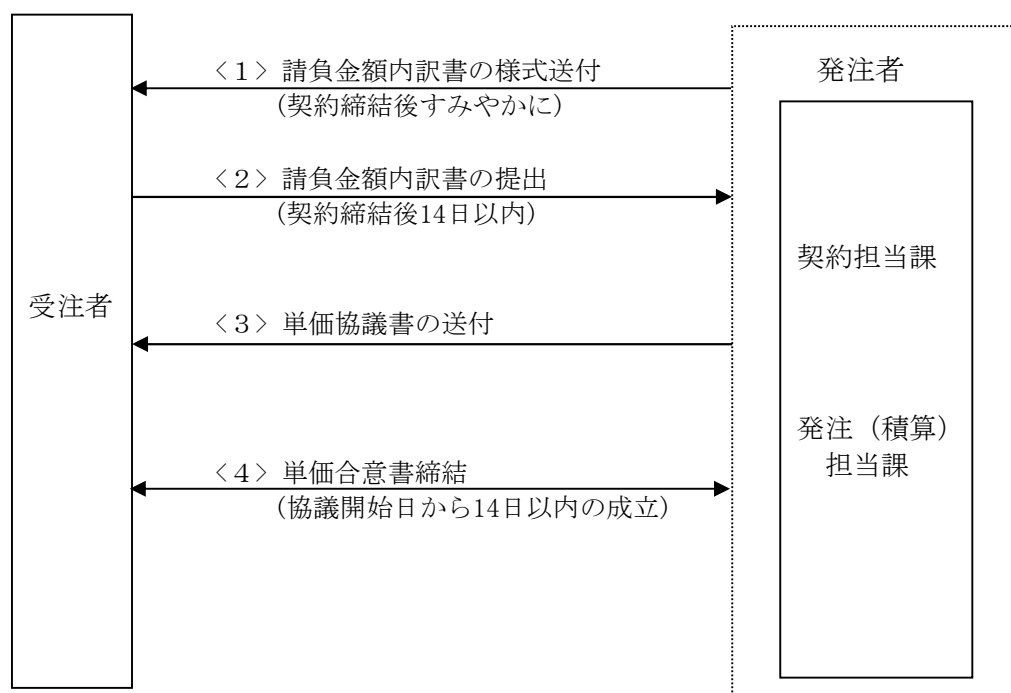 発注者
<1> 請負金額内訳書の様式送付
(契約締結後すみやかに)
<2> 請負金額内訳書の提出
(契約締結後14日以内)
契約担当課
受注者
<3> 単価協議書の送付
発注（積算）
担当課
<4> 単価合意書締結
(協議開始日から14日以内の成立)